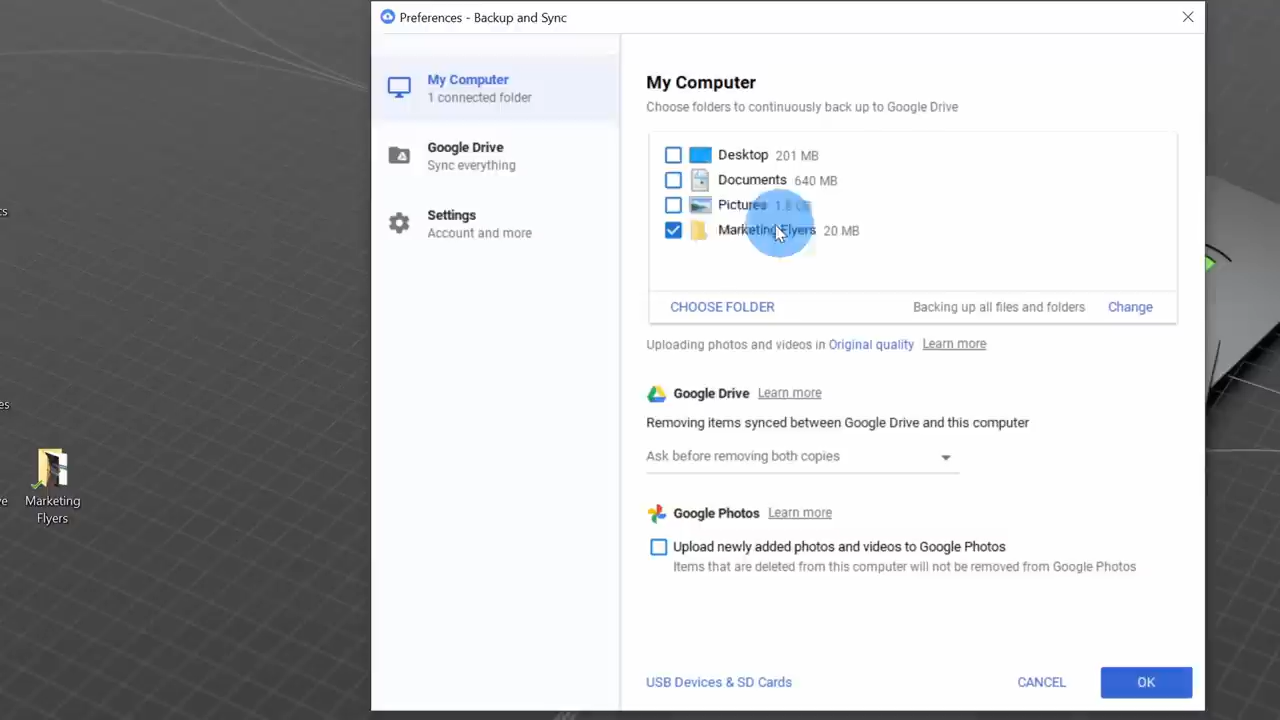 Preferences - Backup and Sync
My Computer
1 connected folder
Google Drive
Sync everything
Settings
Account and more
My Computer
Choose folders to continuously back up to Google Drive
Desktop 201 MB
Documents 640 MB
Pictures
Marketing Flyers 20 MB
CHOOSE FOLDER Backing up all files and folders Change
Uploading photos and videos in Original quality Learn more
Google Drive Learn more
Removing items synced between Google Drive and this computer
Ask before removing both copies
Google Photos Learn more
Upload newly added photos and videos to Google Photos
Items that are deleted from this computer will not be removed from Google Photos
USB Devices & SD Cards CANCEL OK
Marketing
Flyers